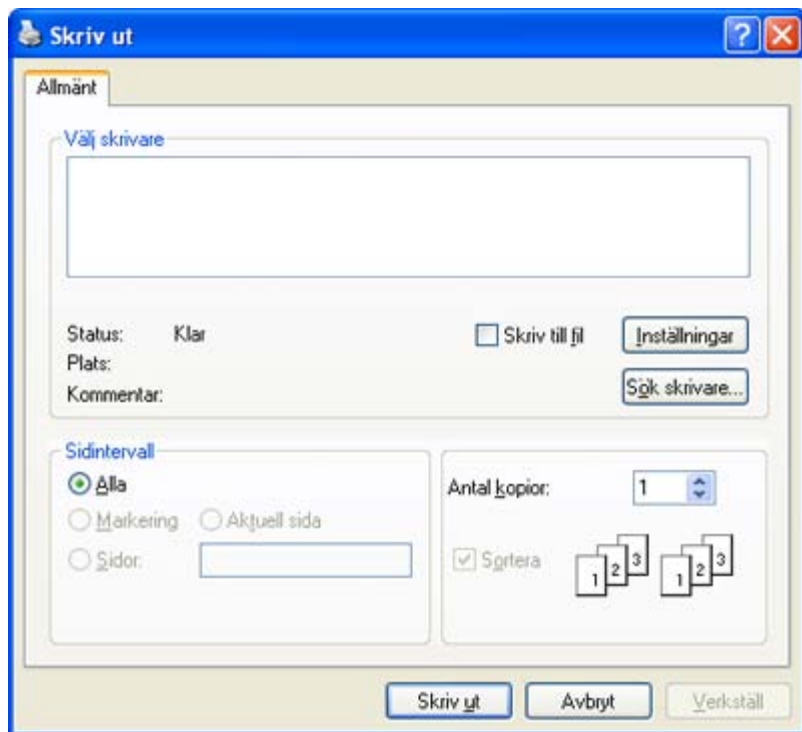 Skriv ut
Allmänt
Välj skrivare
Status: Klar
Skriv till fil
Inställningar
Plats:
Kommentar:
Sök skrivare...
Sidintervall
Alla
Markering
Aktuell sida
Sidor:
Antal kopior: 1
Sortera
1 2 3 1 2 3
Skriv ut
Avbryt
Verkställ